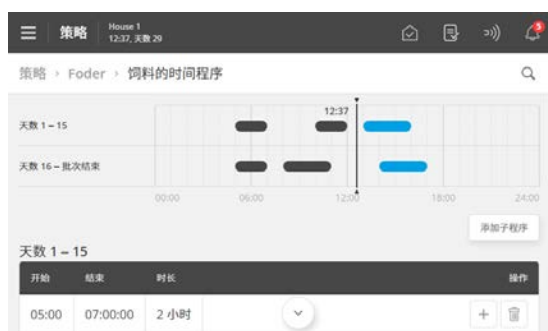 策略
House 1
12:37, 天数 29
5
策略 › Foder › 饲料的时间程序
12:37
天数 1 – 15
天数 16 – 批次结束
00:00 06:00 12:00 18:00 24:00
添加子程序
天数 1 – 15
开始 结束 时长 操作
05:00 07:00:00 2 小时